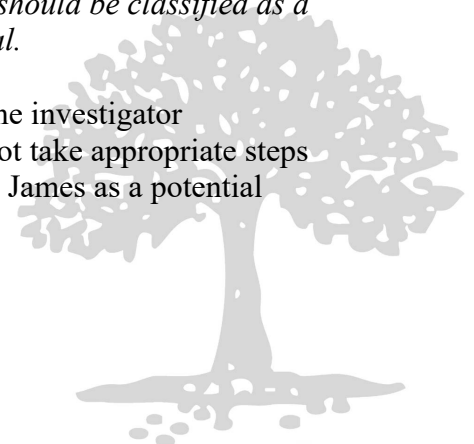 should be classified as a
al.
he investigator
ot take appropriate steps
James as a potential